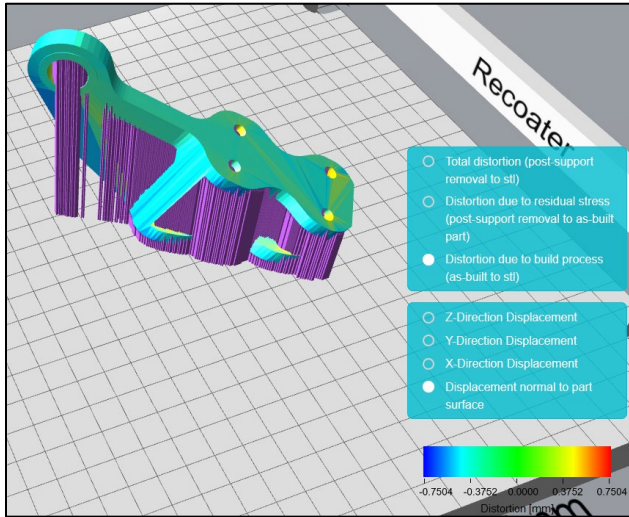 Recoater
Total distortion (post-support
removal to stl)
Distortion due to residual stress
(post-support removal to as-built
part)
Distortion due to build process
(as-built to stl)
Z-Direction Displacement
Y-Direction Displacement
X-Direction Displacement
Displacement normal to part
surface
-0.7504 -0.3752 0.0000 0.3752 0.7504
Distortion [mm]